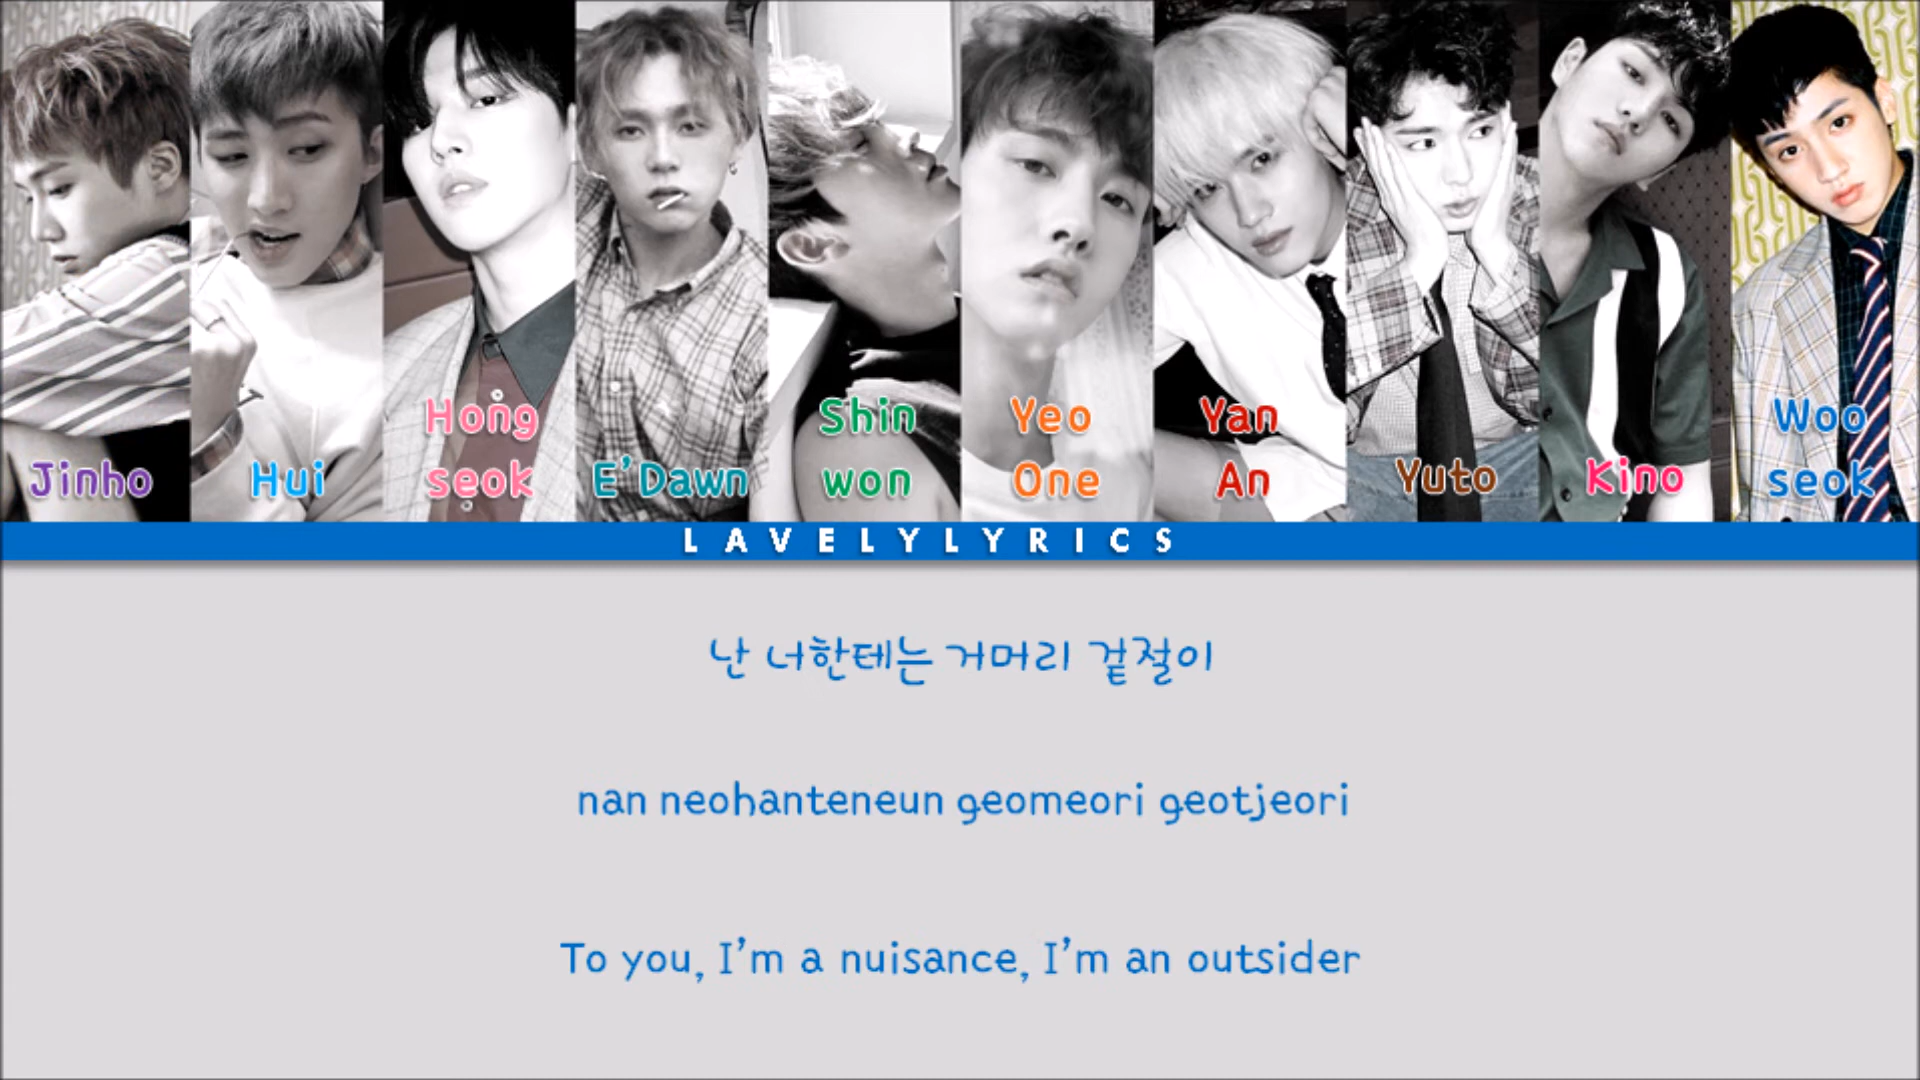 Jinho
Hui
Hong
seok
E'Dawn
Shin
won
Yeo
One
Yan
An
Yuto
Kino
Woo
seok
LAVELYLYRICS
난 너한테는 거머리 겉절이
nan neohanteneun geomeori geotjeori
To you, I'm a nuisance, I'm an outsider